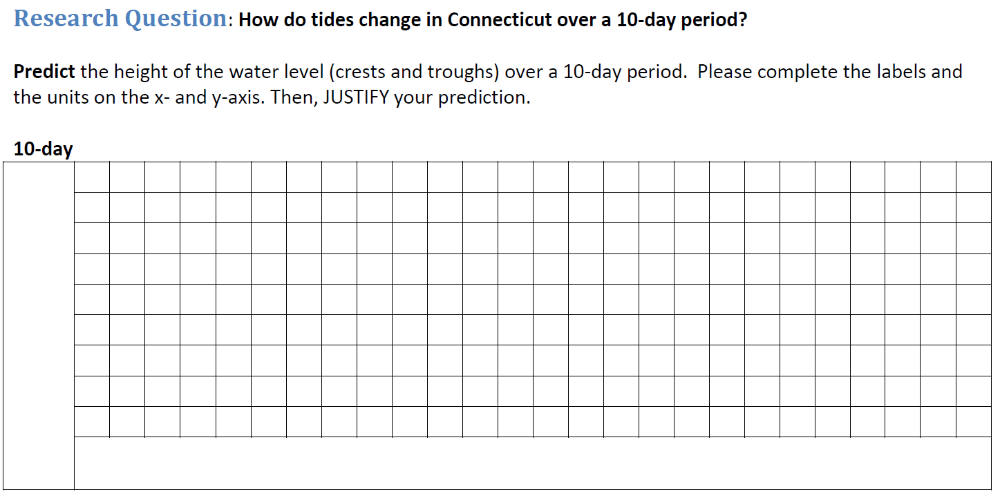 Research Question: How do tides change in Connecticut over a 10-day period?
Predict the height of the water level (crests and troughs) over a 10-day period.  Please complete the labels and
the units on the x- and y-axis. Then, JUSTIFY your prediction.
10-day